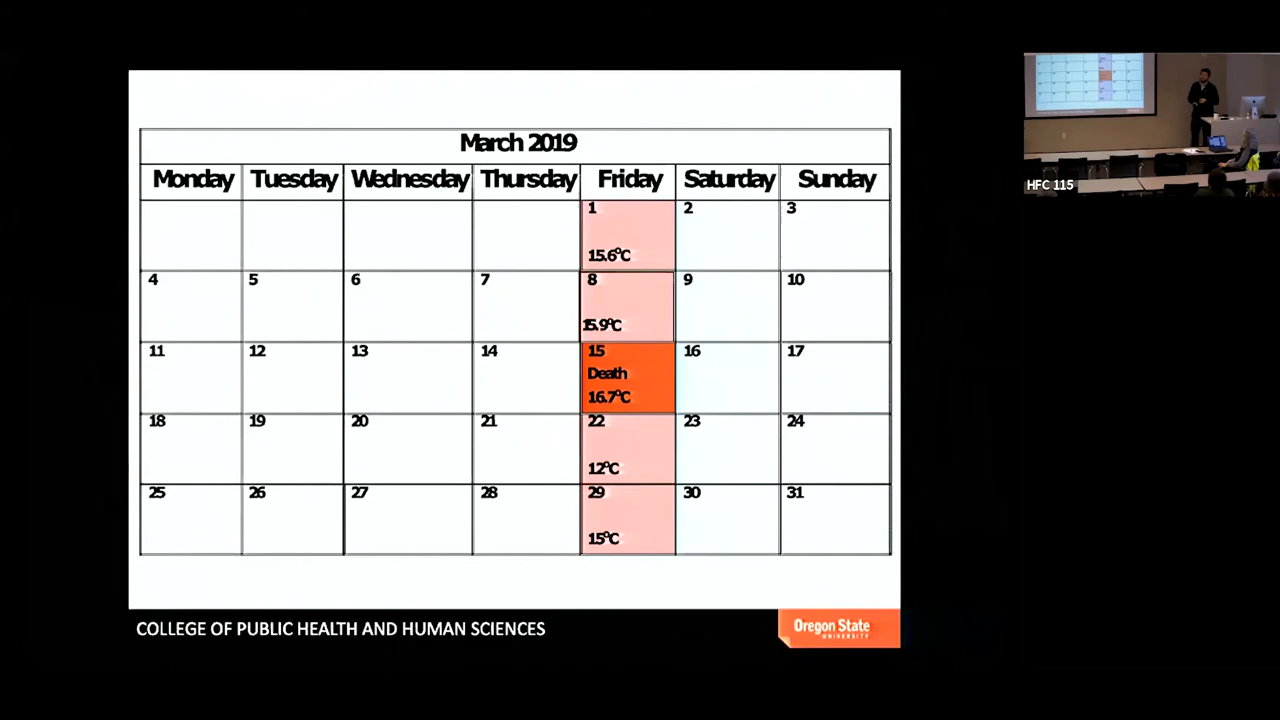 March 2019
Monday Tuesday Wednesday Thursday Friday Saturday Sunday
1 2 3
15.6°C
4 5 6 7 8 9 10
15.9°C
11 12 13 14 15 16 17
Death
16.7°C
18 19 20 21 22 23 24
12°C
25 26 27 28 29 30 31
15°C
COLLEGE OF PUBLIC HEALTH AND HUMAN SCIENCES
Oregon State
UNIVERSITY
HFC 115